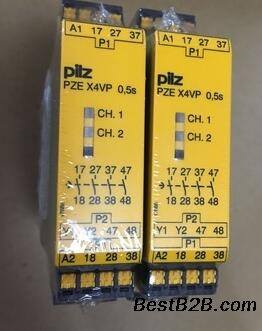 A1 17 27 37
P1
pilz
PZE X4VP 0,5s
CH. 1
CH. 2
17 27 37 47
18 28 38 48
P2
Y1 Y2 47 48
P1
A2 18 28 38
A1 17 27 37
P1
pilz
PZE X4VP 0,5s
CH. 1
CH. 2
17 27 37 47
18 28 38 48
P2
Y1 Y2 47 48
P1
A2 18 28 38
BestB2B.com